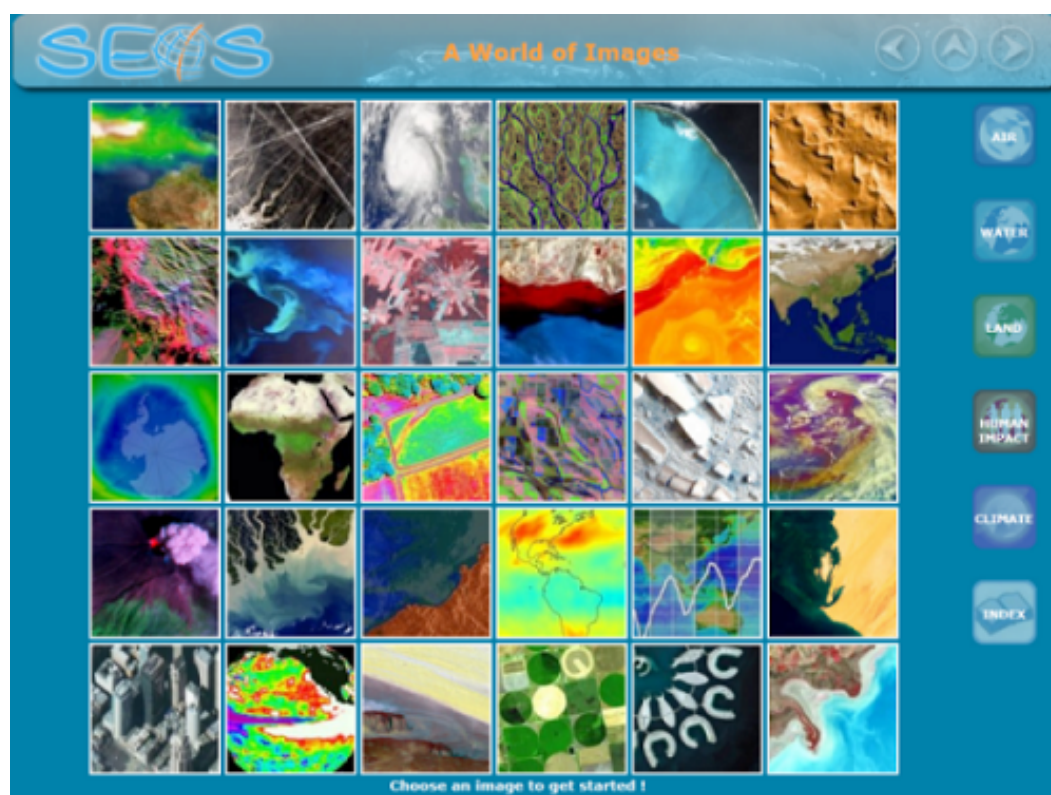 SEOS
A World of Images
AIR
WATER
LAND
HUMAN
IMPACT
CLIMATE
INDEX
Choose an image to get started !